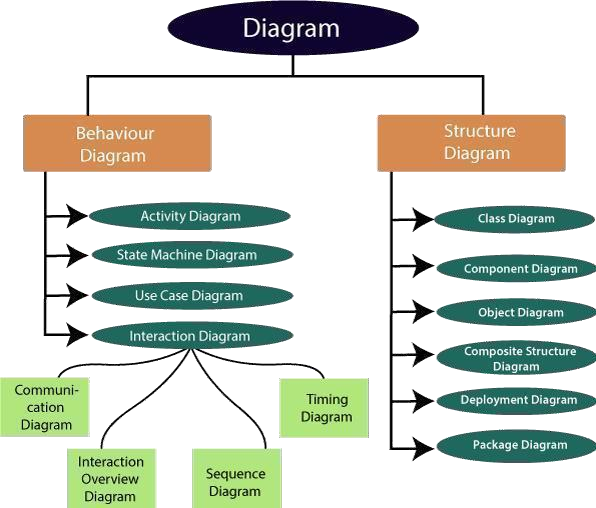 Diagram
Behaviour
Diagram
Activity Diagram
State Machine Diagram
Use Case Diagram
Interaction Diagram
Communi-
cation
Diagram
Interaction
Overview
Diagram
Sequence
Diagram
Timing
Diagram
Structure
Diagram
Class Diagram
Component Diagram
Object Diagram
Composite Structure
Diagram
Deployment Diagram
Package Diagram